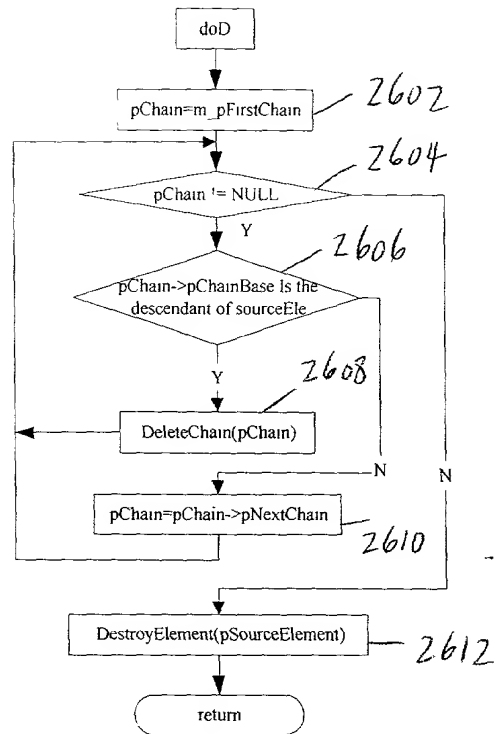 doD
pChain=m_pFirstChain
2602
2604
pChain != NULL
Y
2606
pChain->pChainBase Is the
descendant of sourceEle
Y
2608
DeleteChain(pChain)
N
N
pChain=pChain->pNextChain
2610
DestroyElement(pSourceElement)
2612
return